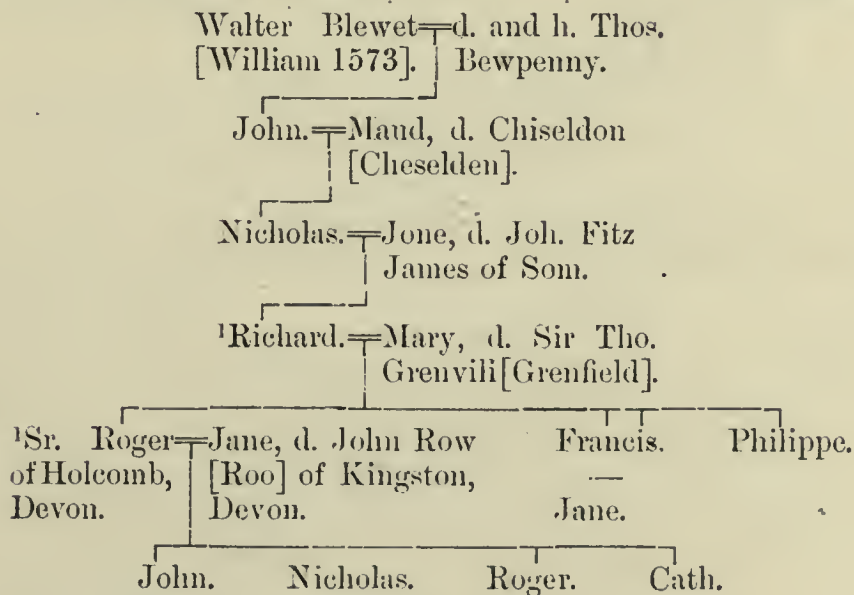 Walter Blewet=d. and h. Thos.
[William 1573]. Bewpenny.
John.=Maud, d. Chiseldon
[Cheselden].
Nicholas.=Jone, d. Joh. Fitz
James of Som.
¹Richard.=Mary, d. Sir Tho.
Grenvili [Grenfield].
¹Sr. Roger=Jane, d. John Row Francis. Philippe.
of Holcomb, [Roo] of Kingston, —
Devon. Devon. Jane.
John. Nicholas. Roger. Cath.